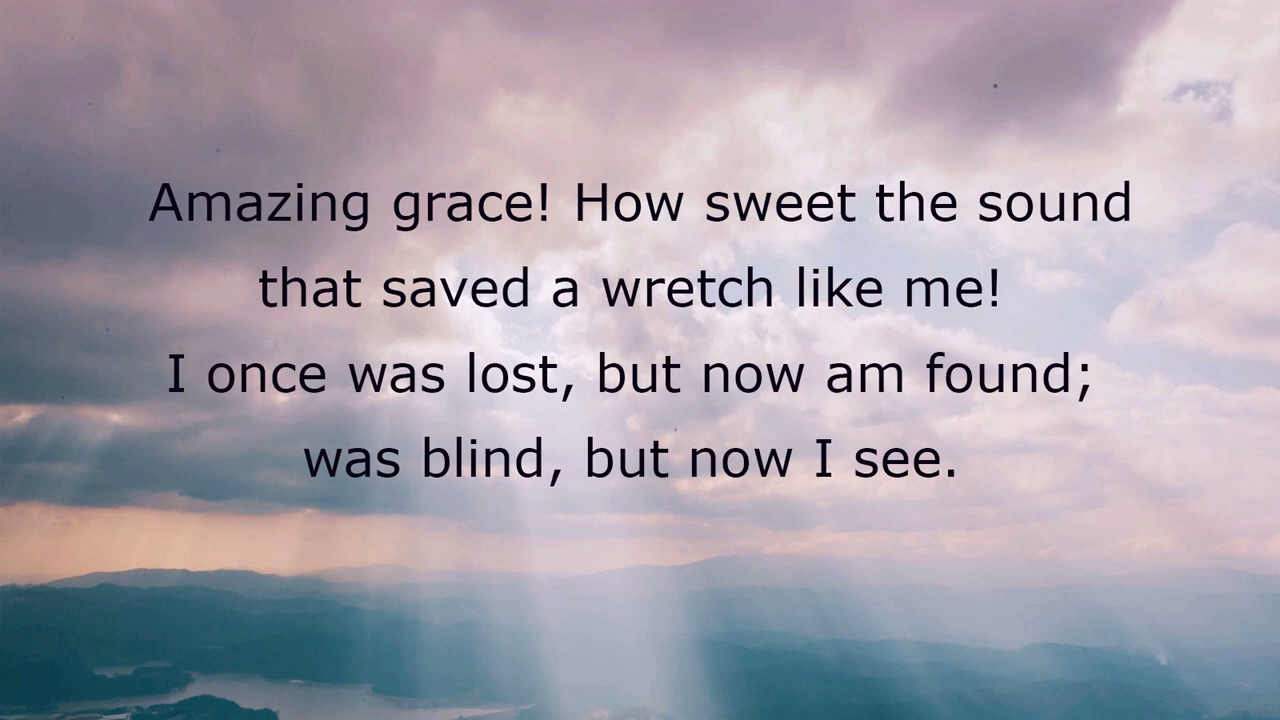 Amazing grace! How sweet the sound
that saved a wretch like me!
I once was lost, but now am found;
was blind, but now I see.